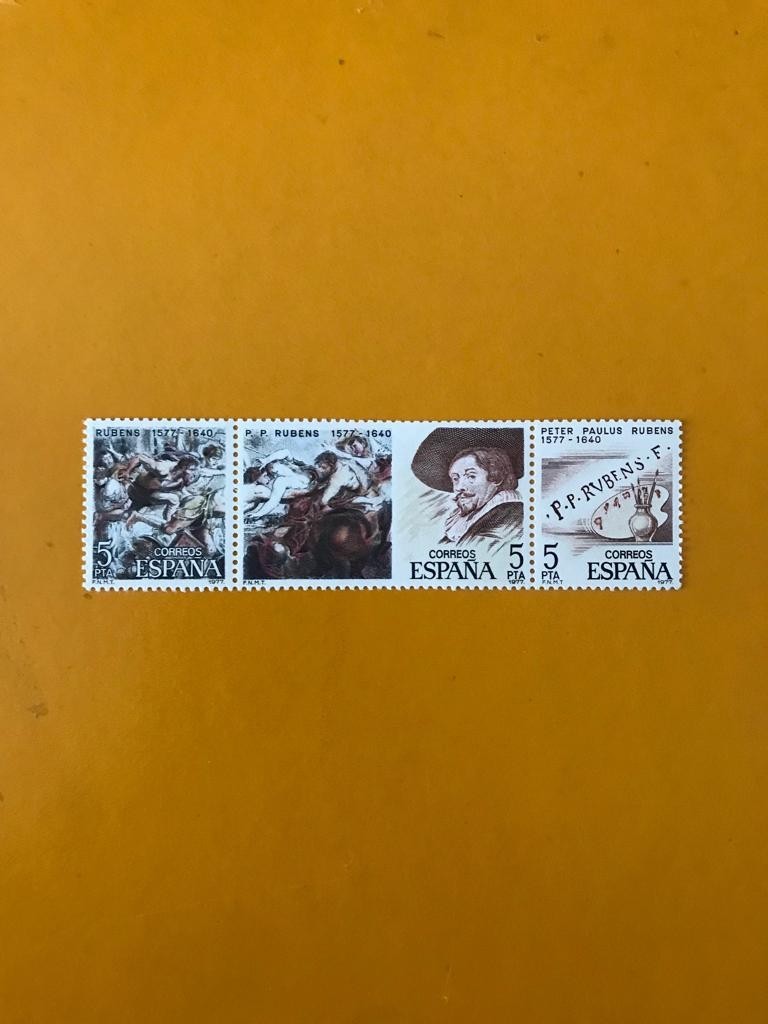 RUBENS 1577-1640
5
PTA
CORREOS
ESPAÑA
F.N.M.T. 1977.
P. P. RUBENS 1577-1640
CORREOS
ESPAÑA
5
PTA
F.N.M.T. 1977.
PETER PAULUS RUBENS
1577-1640
.P.P.RVBENS.F.
5
PTA
CORREOS
ESPAÑA
F.N.M.T 1977.